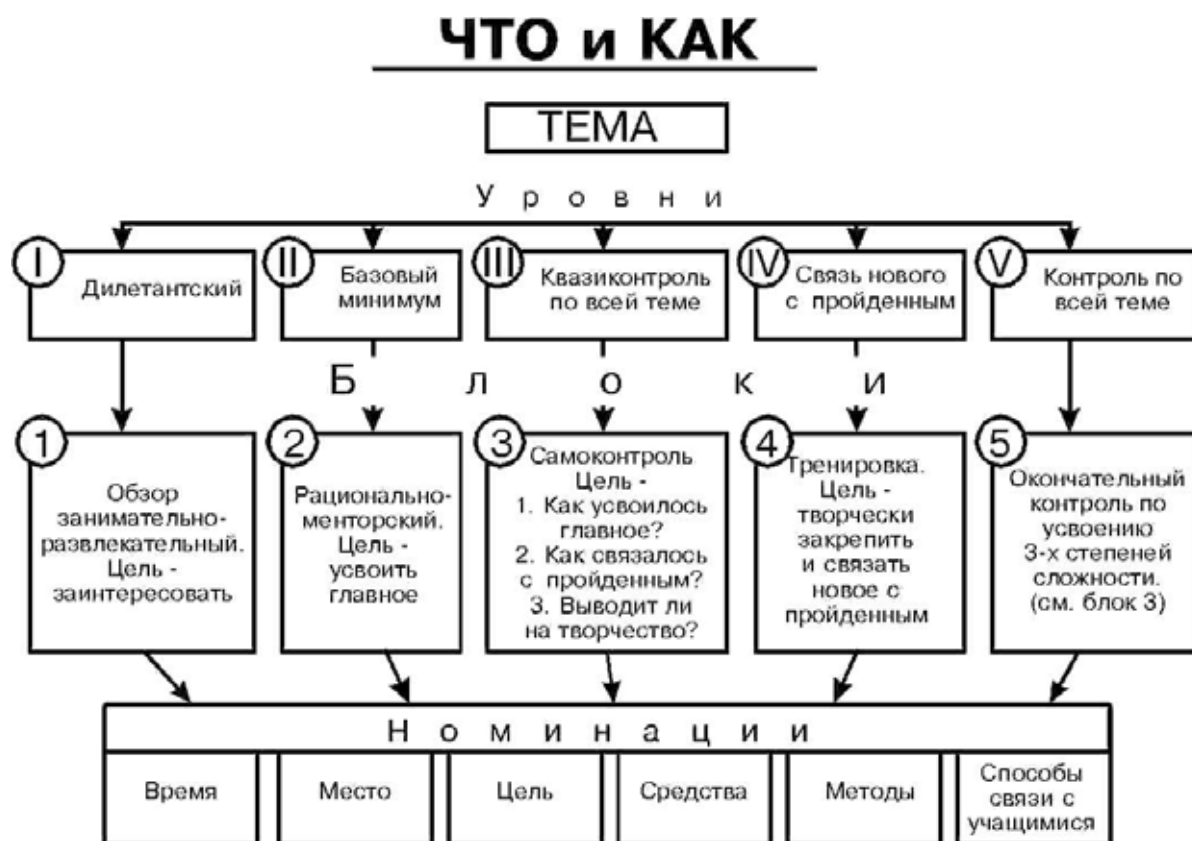 ЧТО и КАК
ТЕМА
Уровни
I
Дилетантский
II
Базовый
минимум
III
Квазиконтроль
по всей теме
IV
Связь нового
с пройденным
V
Контроль по
всей теме
Блоки
1
Обзор
занимательно-
развлекательный.
Цель -
заинтересовать
2
Рационально-
менторский.
Цель -
усвоить
главное
3
Самоконтроль
Цель -
1. Как усвоилось
главное?
2. Как связалось
с пройденным?
3. Выводит ли
на творчество?
4
Тренировка.
Цель -
творчески
закрепить
и связать
новое с
пройденным
5
Окончательный
контроль по
усвоению
3-х степеней
сложности.
(см. блок 3)
Номинации
Время
Место
Цель
Средства
Методы
Способы
связи с
учащимися